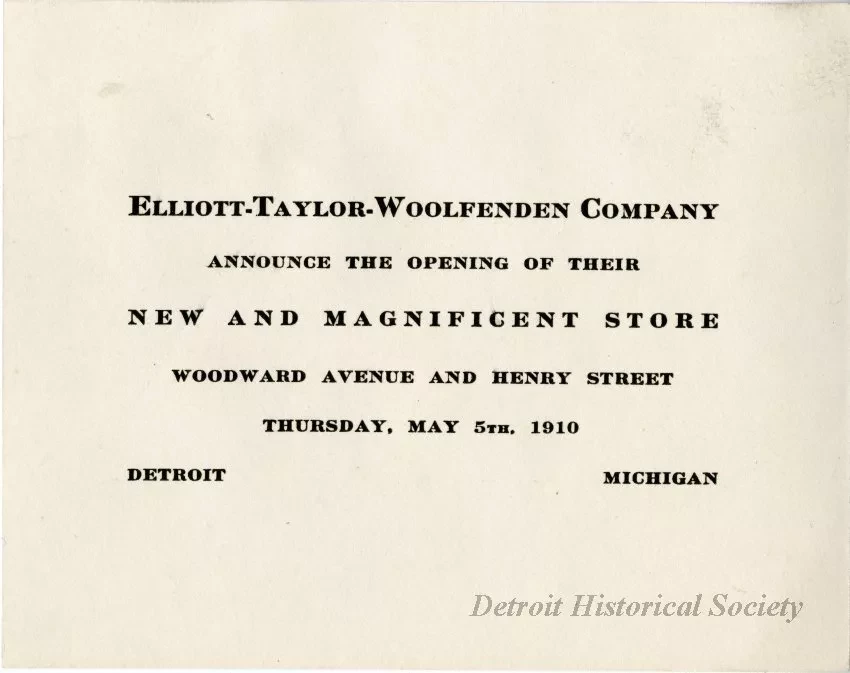 ELLIOTT-TAYLOR-WOOLFENDEN COMPANY
ANNOUNCE THE OPENING OF THEIR
NEW AND MAGNIFICENT STORE
WOODWARD AVENUE AND HENRY STREET
THURSDAY, MAY 5TH, 1910
DETROIT MICHIGAN
Detroit Historical Society